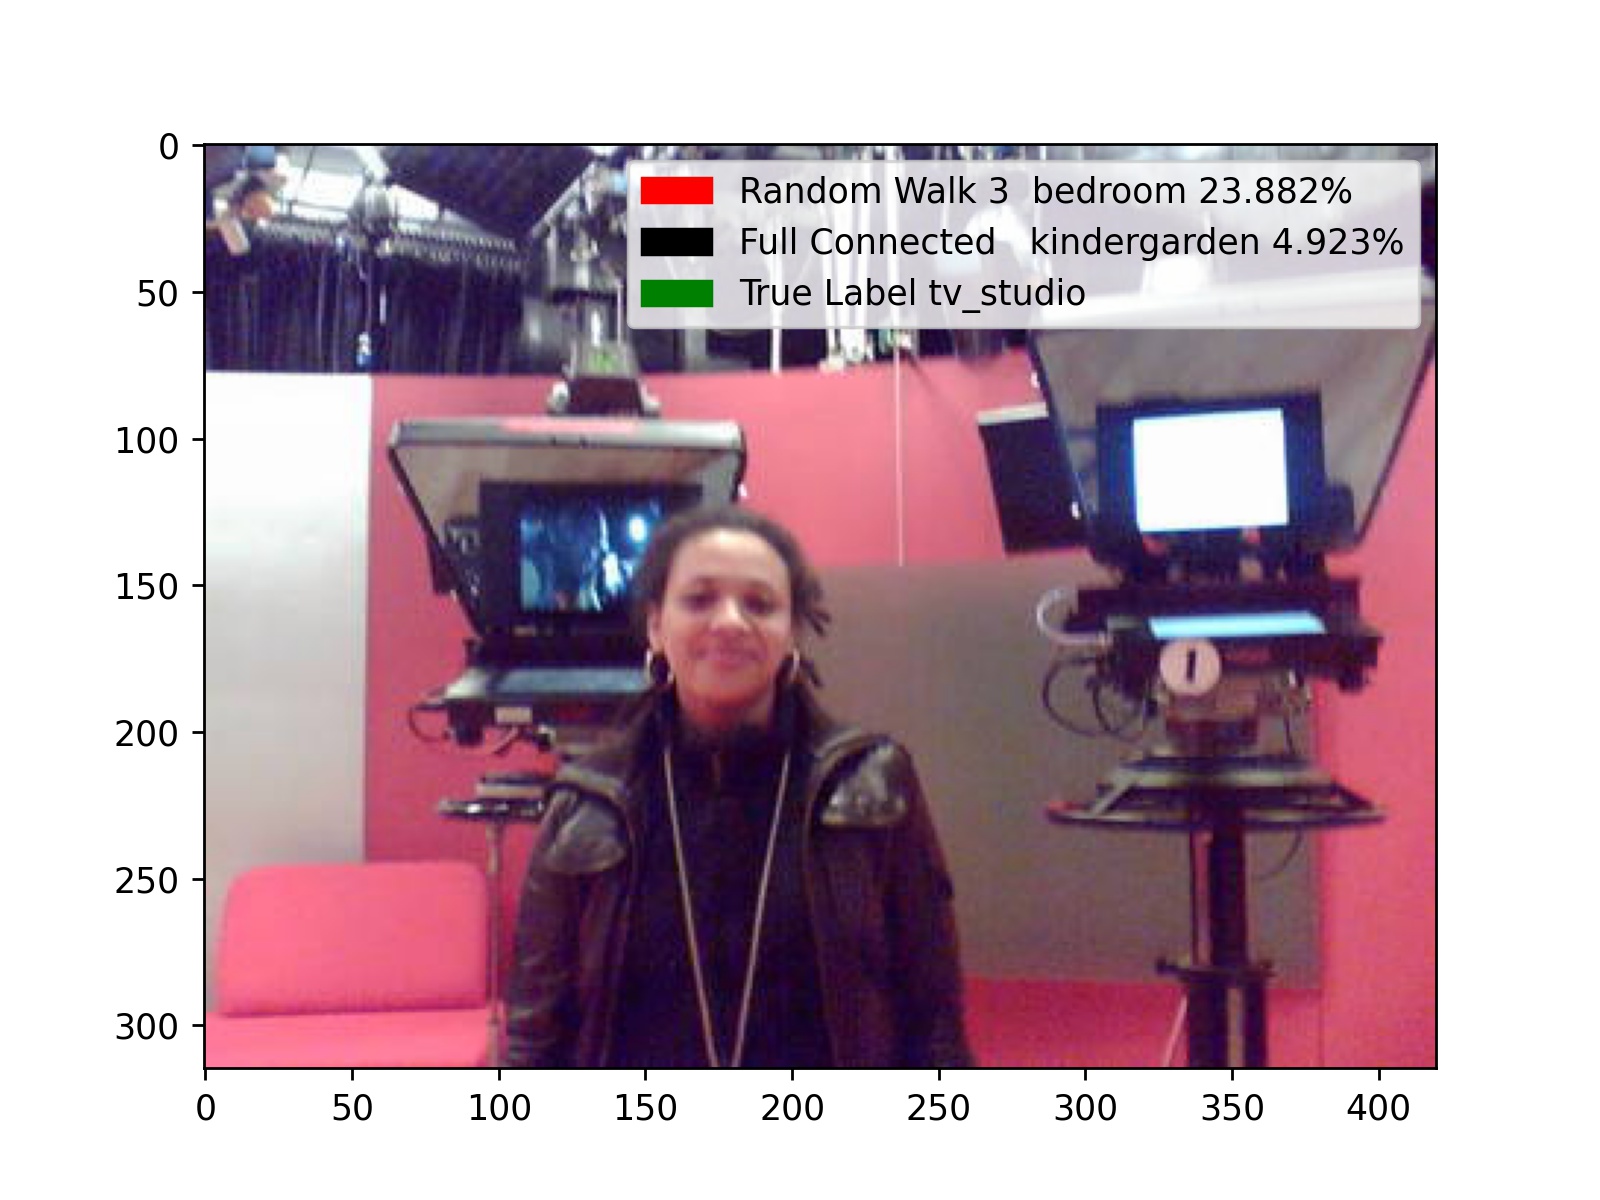 Random Walk 3  bedroom 23.882%
Full Connected   kindergarden 4.923%
True Label tv_studio
0
50
100
150
200
250
300
0 50 100 150 200 250 300 350 400
1